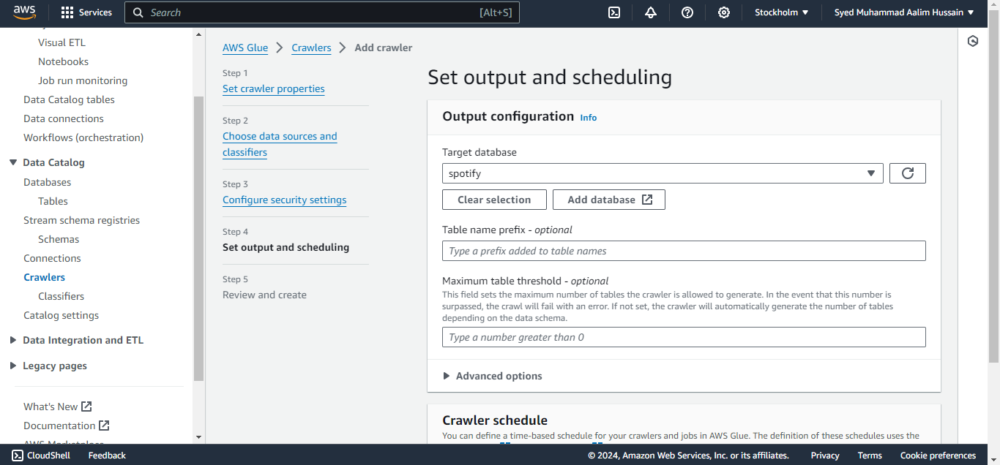 aws
Services
Search
[Alt+S]
Stockholm
Syed Muhammad Aalim Hussain
Visual ETL
Notebooks
Job run monitoring
Data Catalog tables
Data connections
Workflows (orchestration)
Data Catalog
Databases
Tables
Stream schema registries
Schemas
Connections
Crawlers
Classifiers
Catalog settings
Data Integration and ETL
Legacy pages
What's New
Documentation
AWS Marketplace
AWS Glue
Crawlers
Add crawler
Step 1
Set crawler properties
Step 2
Choose data sources and
classifiers
Step 3
Configure security settings
Step 4
Set output and scheduling
Step 5
Review and create
Set output and scheduling
Output configuration Info
Target database
spotify
Clear selection
Add database
Table name prefix - optional
Type a prefix added to table names
Maximum table threshold - optional
This field sets the maximum number of tables the crawler is allowed to generate. In the event that this number is
surpassed, the crawl will fail with an error. If not set, the crawler will automatically generate the number of tables
depending on the data schema.
Type a number greater than 0
Advanced options
Crawler schedule
You can define a time-based schedule for your crawlers and jobs in AWS Glue. The definition of these schedules uses the
CloudShell
Feedback
© 2024, Amazon Web Services, Inc. or its affiliates.
Privacy
Terms
Cookie preferences